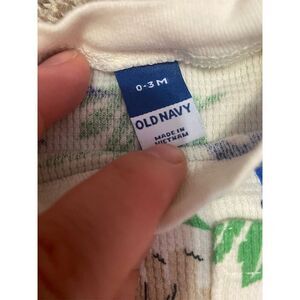 0-3 M
OLD NAVY
MADE IN
VIETNAM